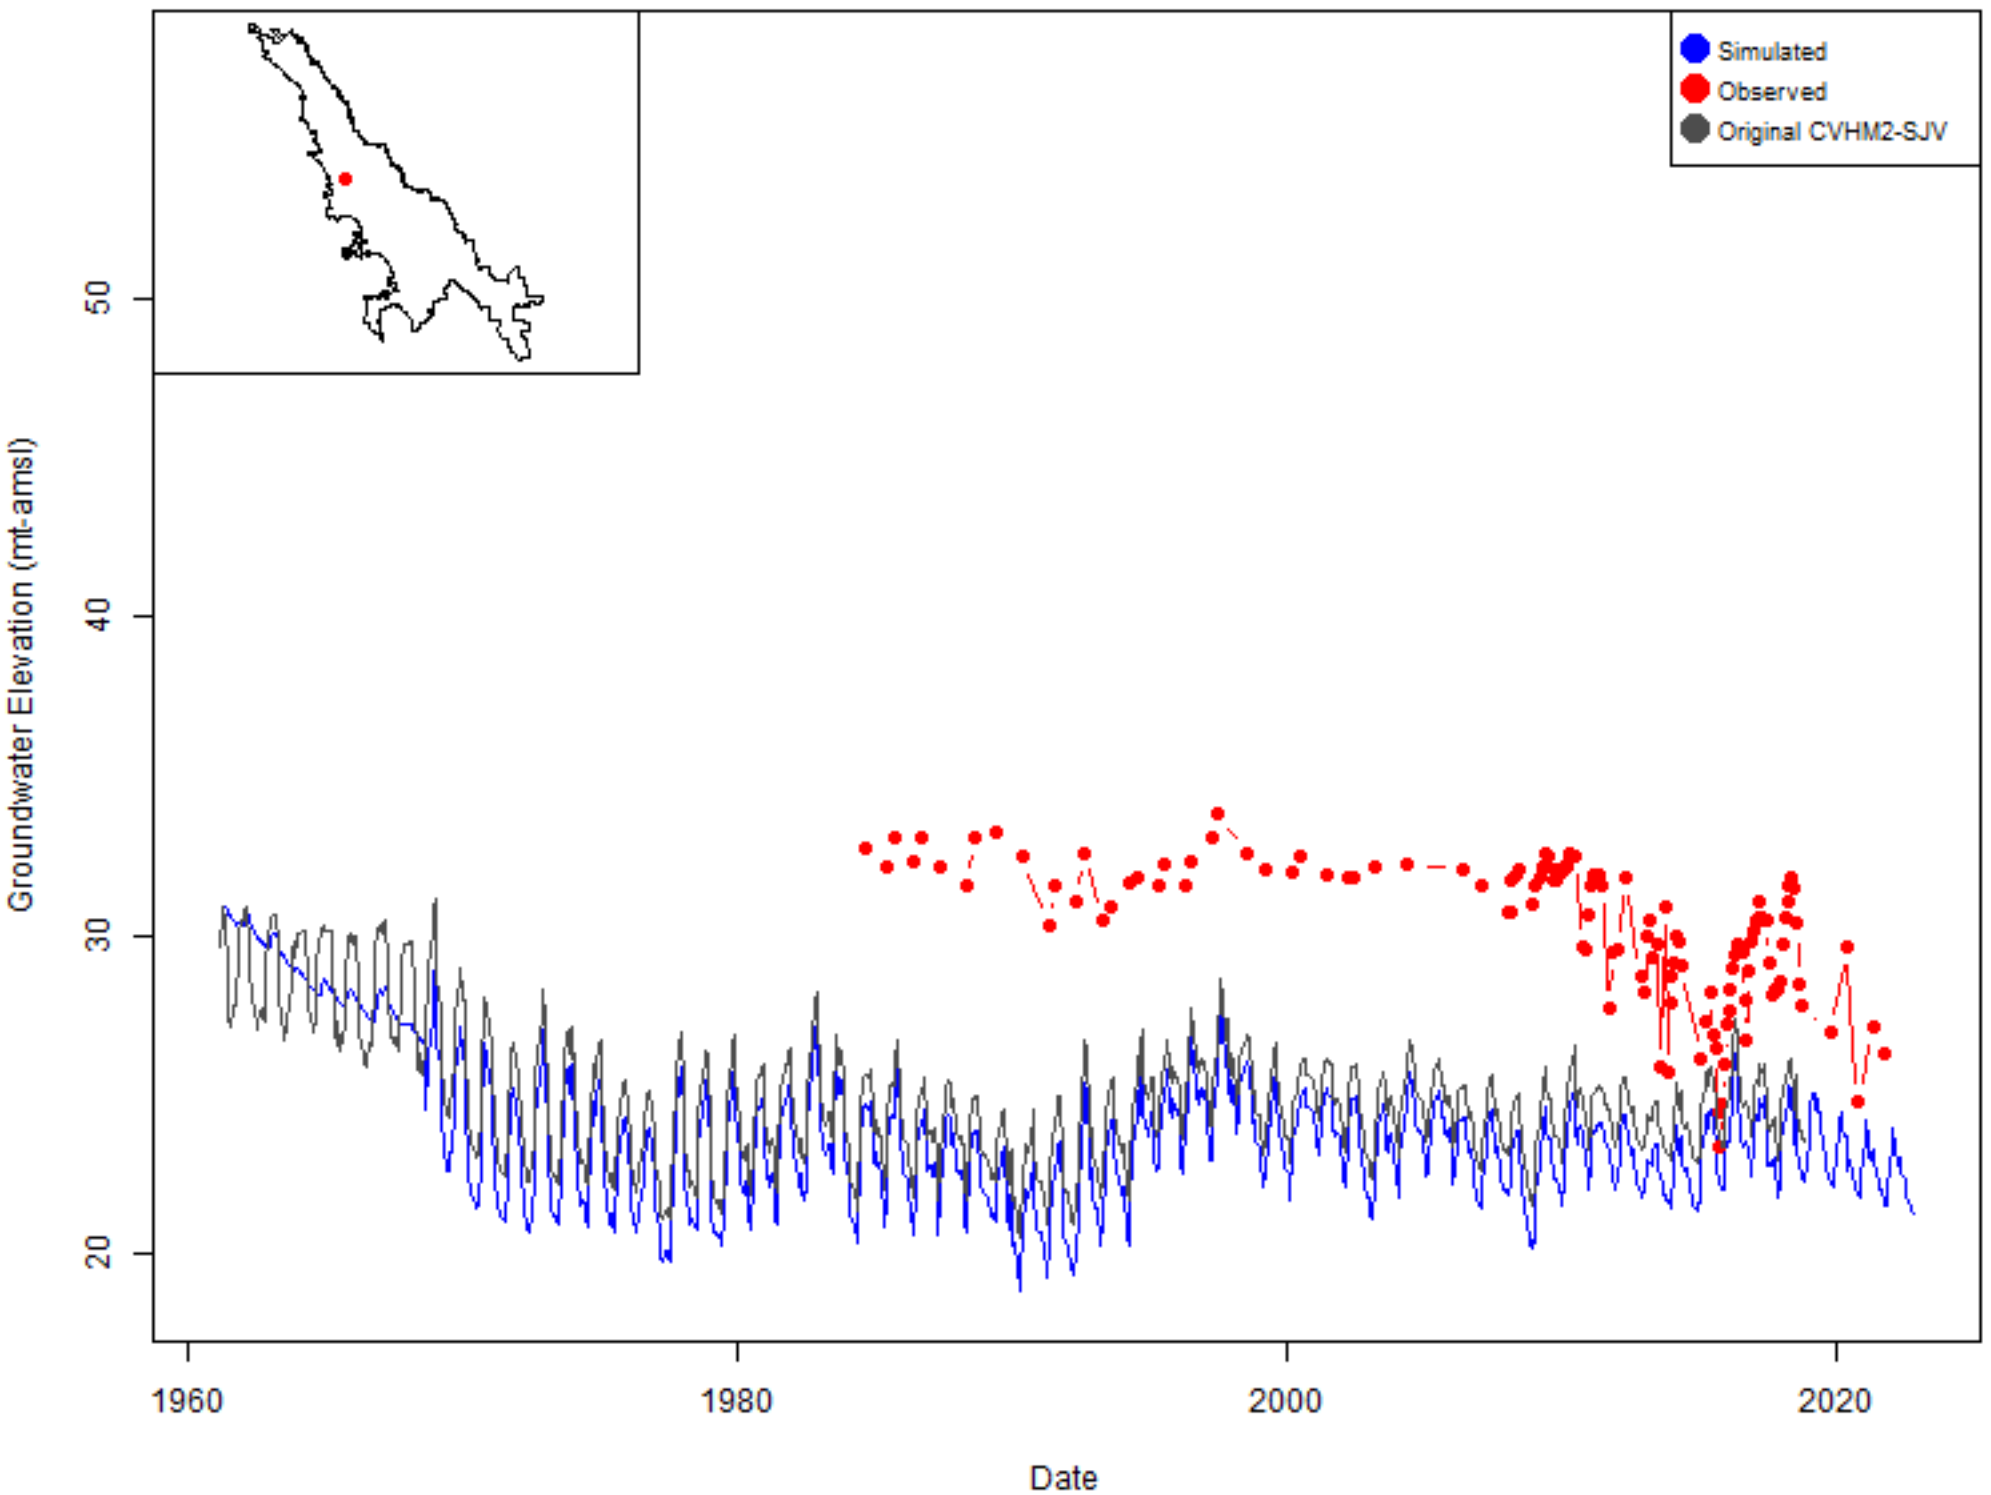 Simulated
Observed
Original CVHM2-SJV
Groundwater Elevation (mt-amsl)
50
40
30
20
1960 1980 2000 2020
Date